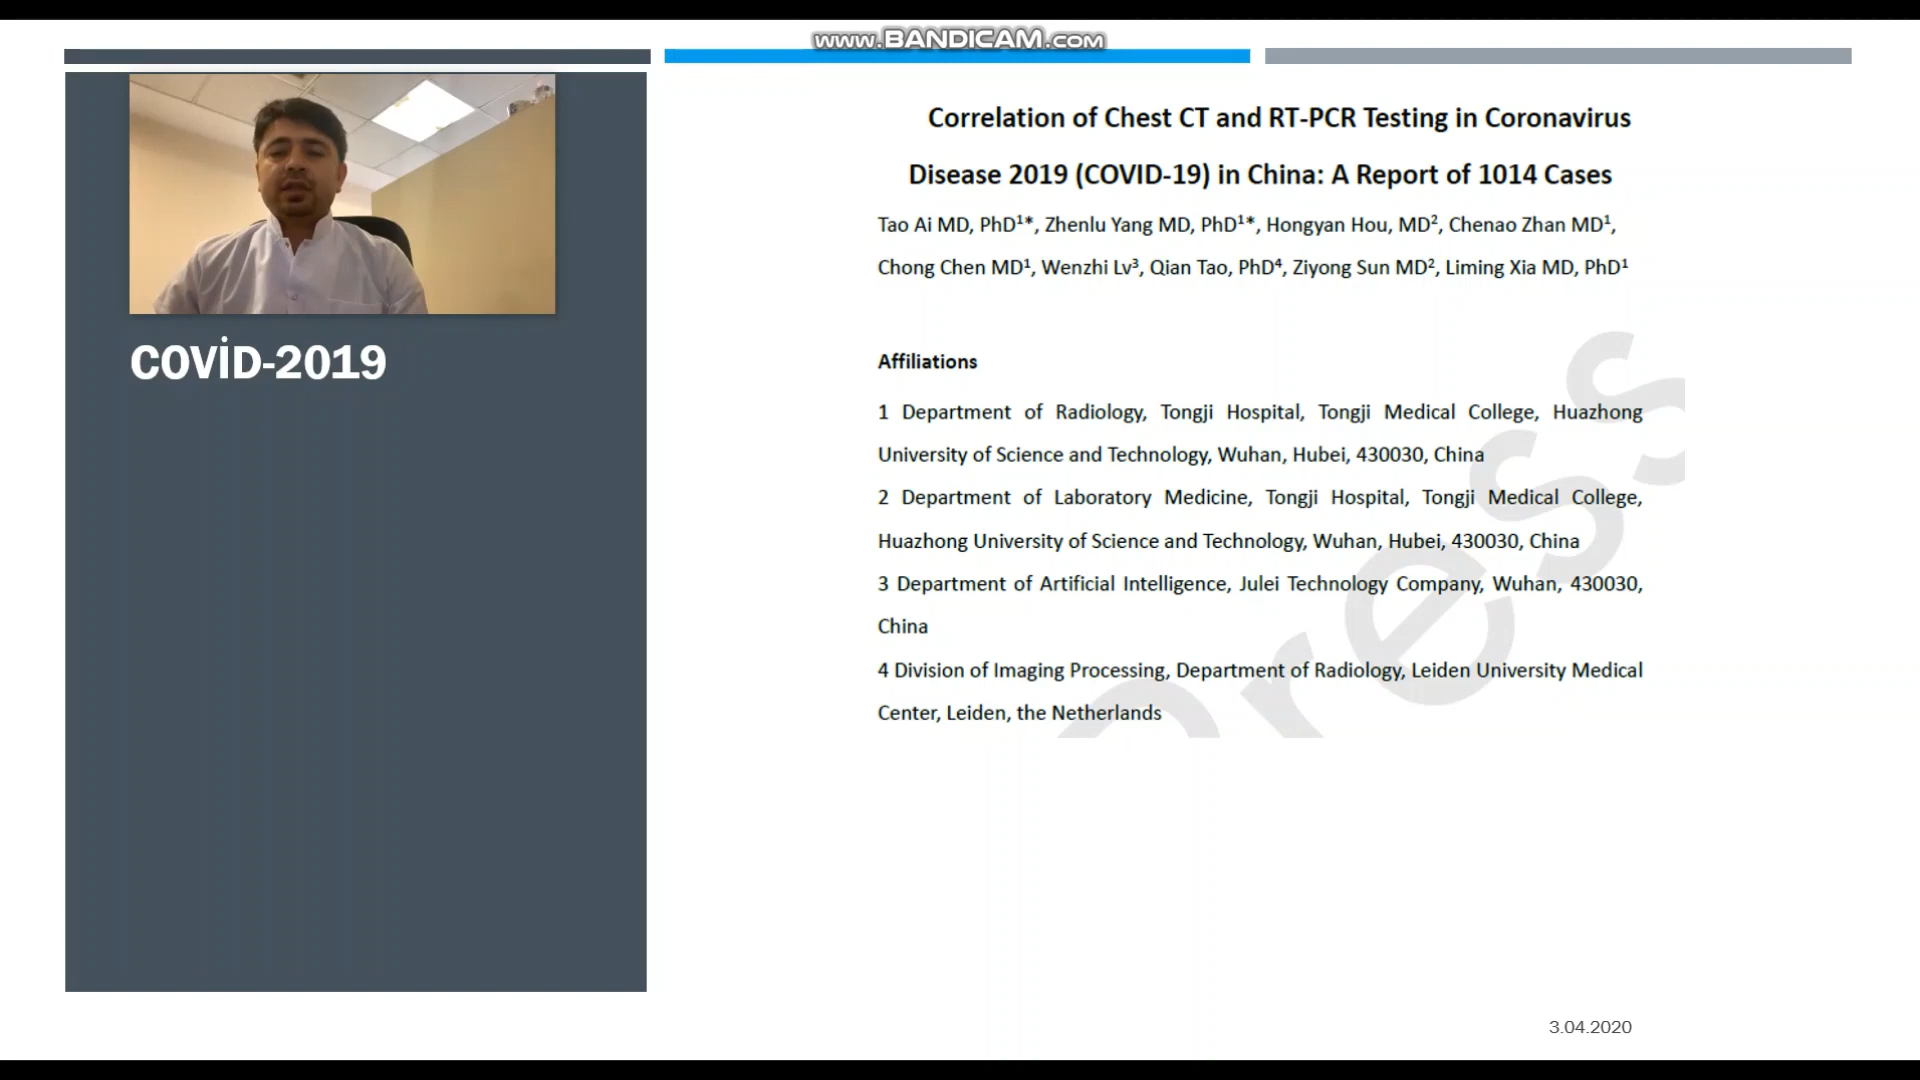 www.BANDICAM.com
COVİD-2019
Correlation of Chest CT and RT-PCR Testing in Coronavirus
Disease 2019 (COVID-19) in China: A Report of 1014 Cases
Tao Ai MD, PhD¹*, Zhenlu Yang MD, PhD¹*, Hongyan Hou, MD², Chenao Zhan MD¹,
Chong Chen MD¹, Wenzhi Lv³, Qian Tao, PhD⁴, Ziyong Sun MD², Liming Xia MD, PhD¹
Affiliations
1 Department of Radiology, Tongji Hospital, Tongji Medical College, Huazhong
University of Science and Technology, Wuhan, Hubei, 430030, China
2 Department of Laboratory Medicine, Tongji Hospital, Tongji Medical College,
Huazhong University of Science and Technology, Wuhan, Hubei, 430030, China
3 Department of Artificial Intelligence, Julei Technology Company, Wuhan, 430030,
China
4 Division of Imaging Processing, Department of Radiology, Leiden University Medical
Center, Leiden, the Netherlands
Press
3.04.2020